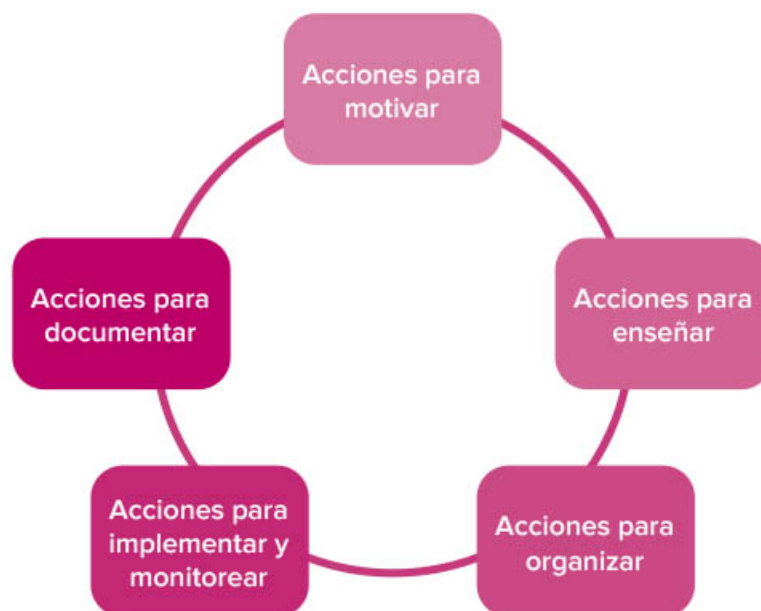 Acciones para
motivar
Acciones para
enseñar
Acciones para
organizar
Acciones para
implementar y
monitorear
Acciones para
documentar